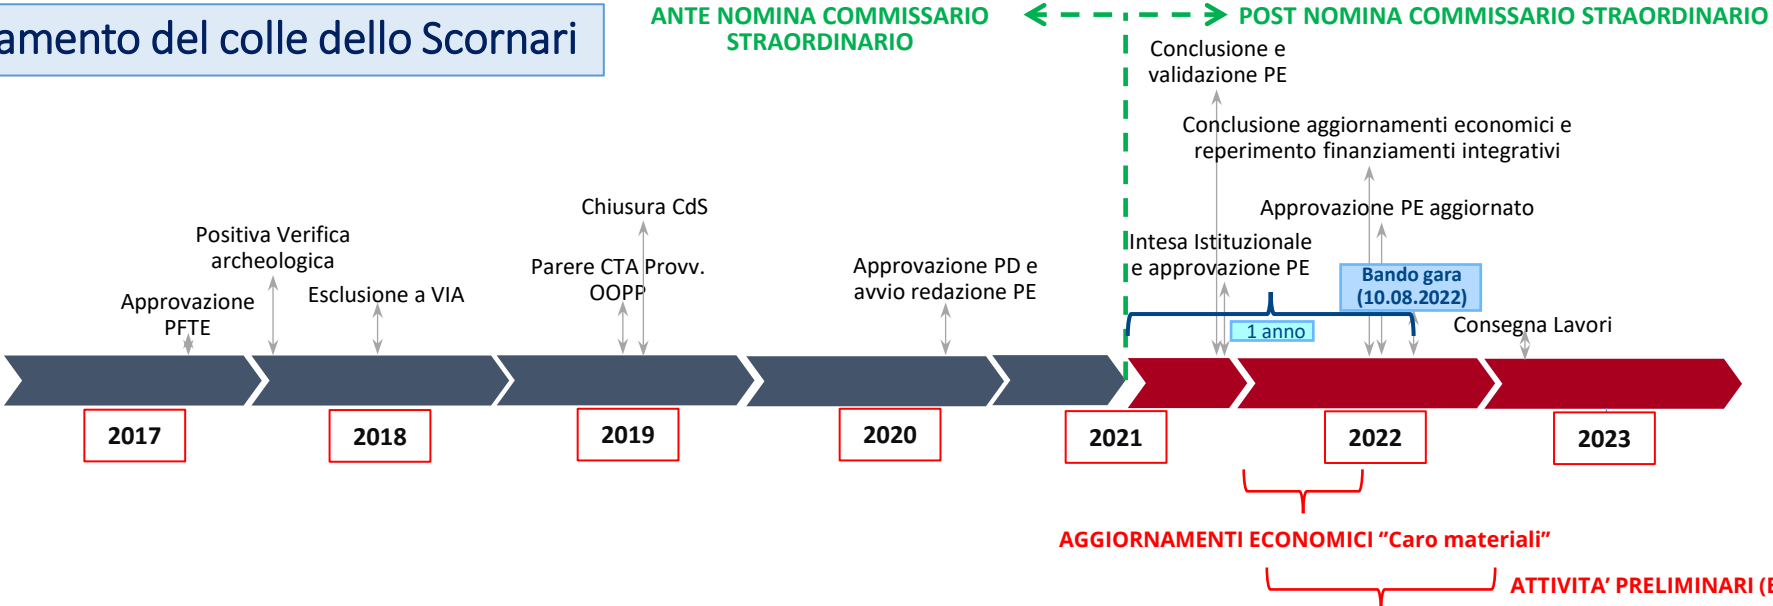 amento del colle dello Scornari
ANTE NOMINA COMMISSARIO
STRAORDINARIO
POST NOMINA COMMISSARIO STRAORDINARIO
Conclusione e
validazione PE
Conclusione aggiornamenti economici e
reperimento finanziamenti integrativi
Chiusura CdS
Approvazione PE aggiornato
Positiva Verifica
archeologica
Intesa Istituzionale
e approvazione PE
Parere CTA Provv.
OOPP
Approvazione PD e
avvio redazione PE
Bando gara
(10.08.2022)
Approvazione
PFTE
Esclusione a VIA
1 anno
Consegna Lavori
2017
2018
2019
2020
2021
2022
2023
AGGIORNAMENTI ECONOMICI "Caro materiali"
ATTIVITA' PRELIMINARI (